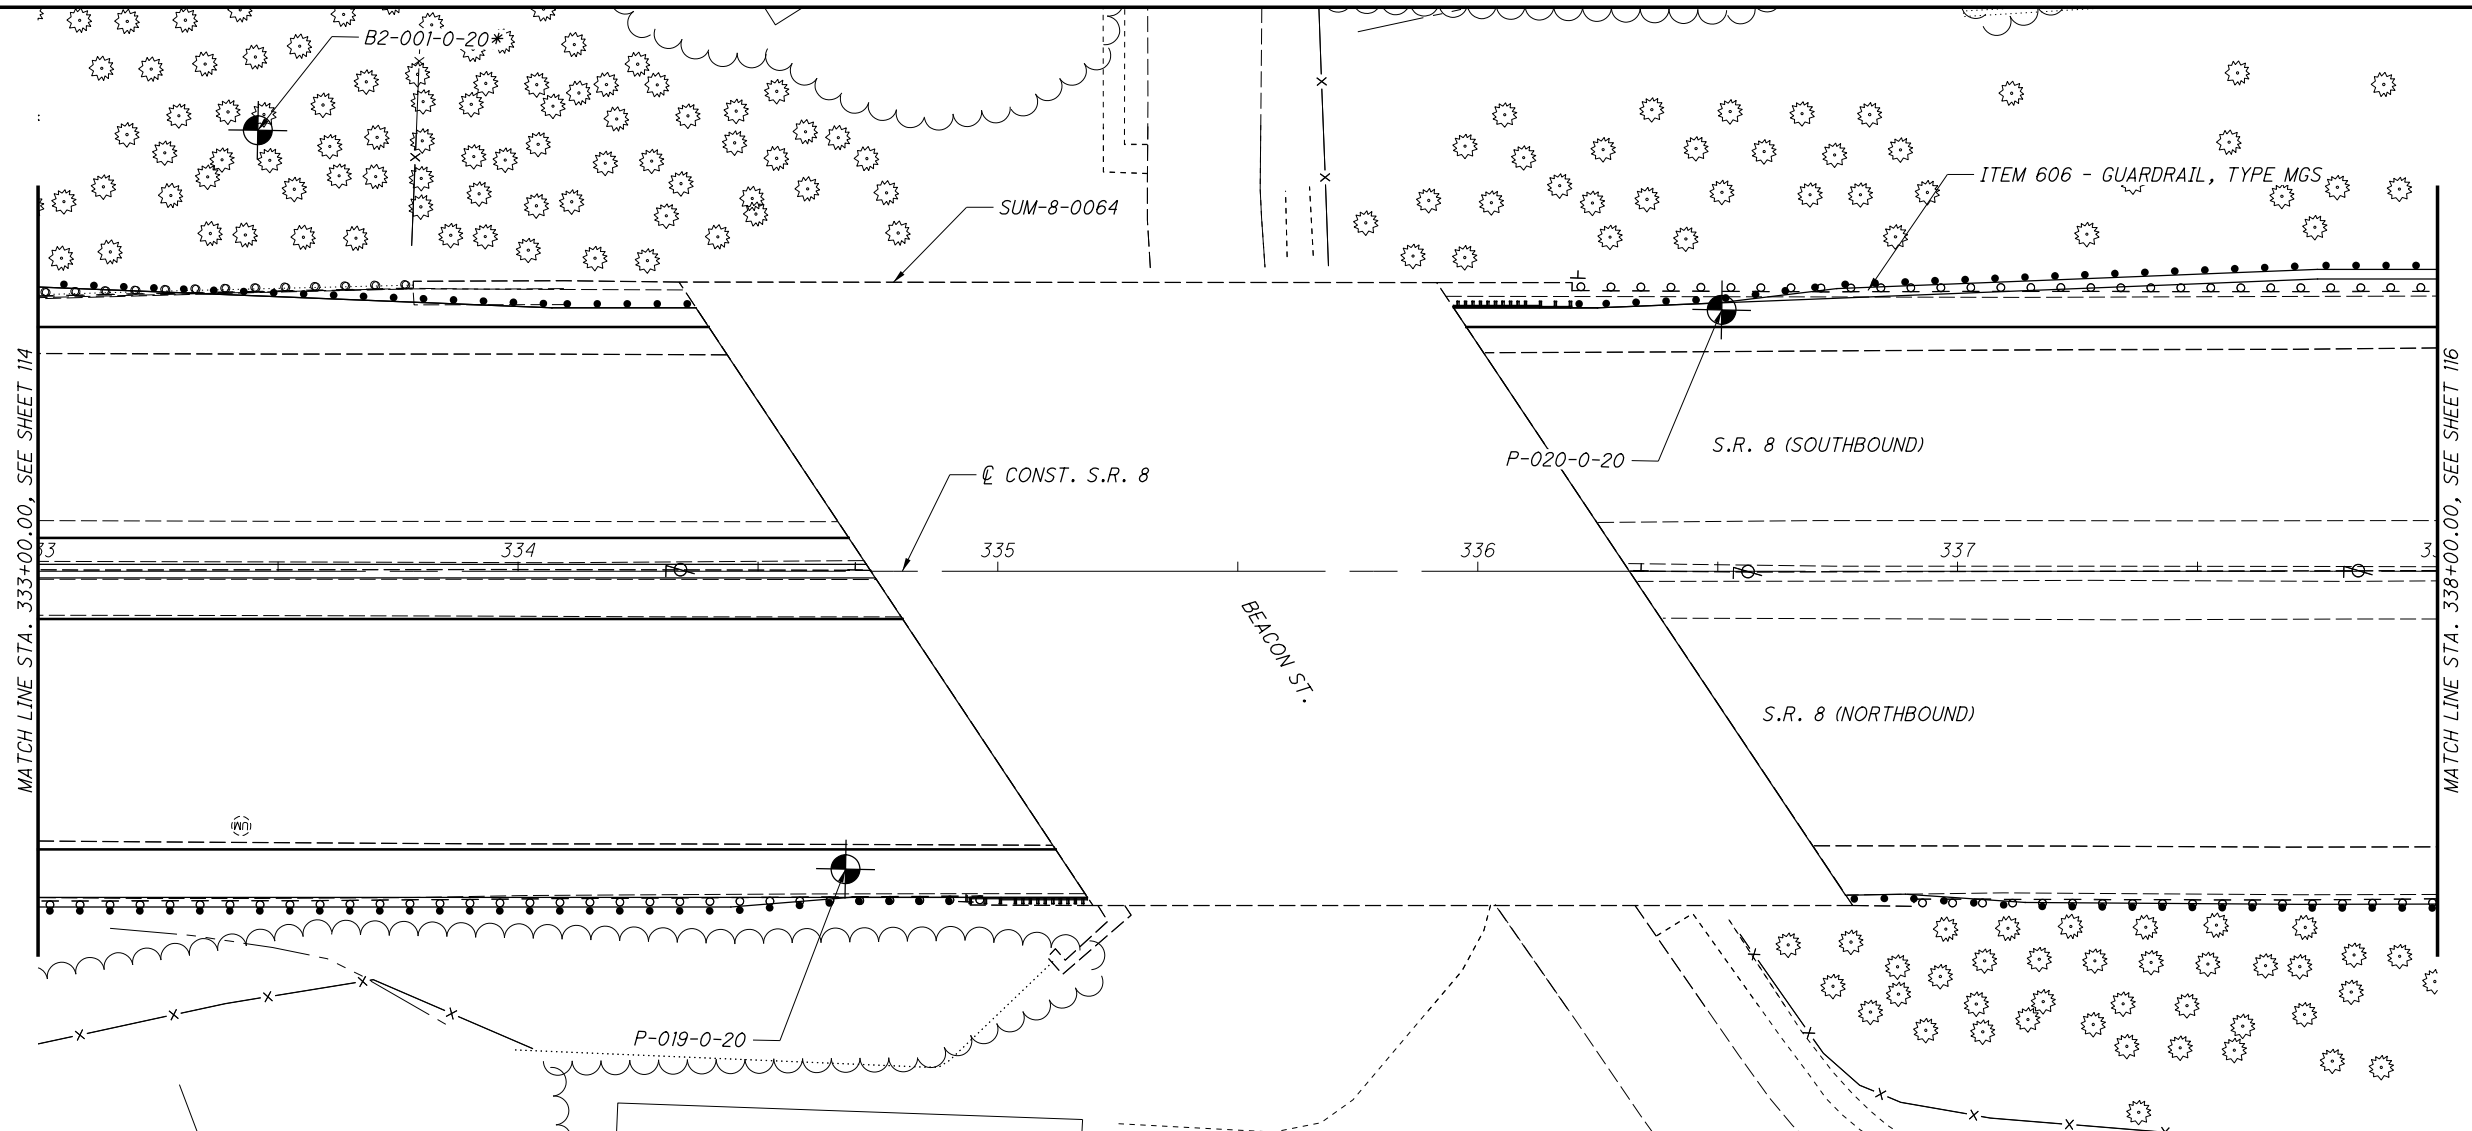 B2-001-0-20*
ITEM 606 - GUARDRAIL, TYPE MGS
SUM-8-0064
MATCH LINE STA. 333+00.00, SEE SHEET 114
MATCH LINE STA. 338+00.00, SEE SHEET 116
S.R. 8 (SOUTHBOUND)
P-020-0-20
℄ CONST. S.R. 8
33 334 335 336 337 33
BEACON ST.
S.R. 8 (NORTHBOUND)
P-019-0-20